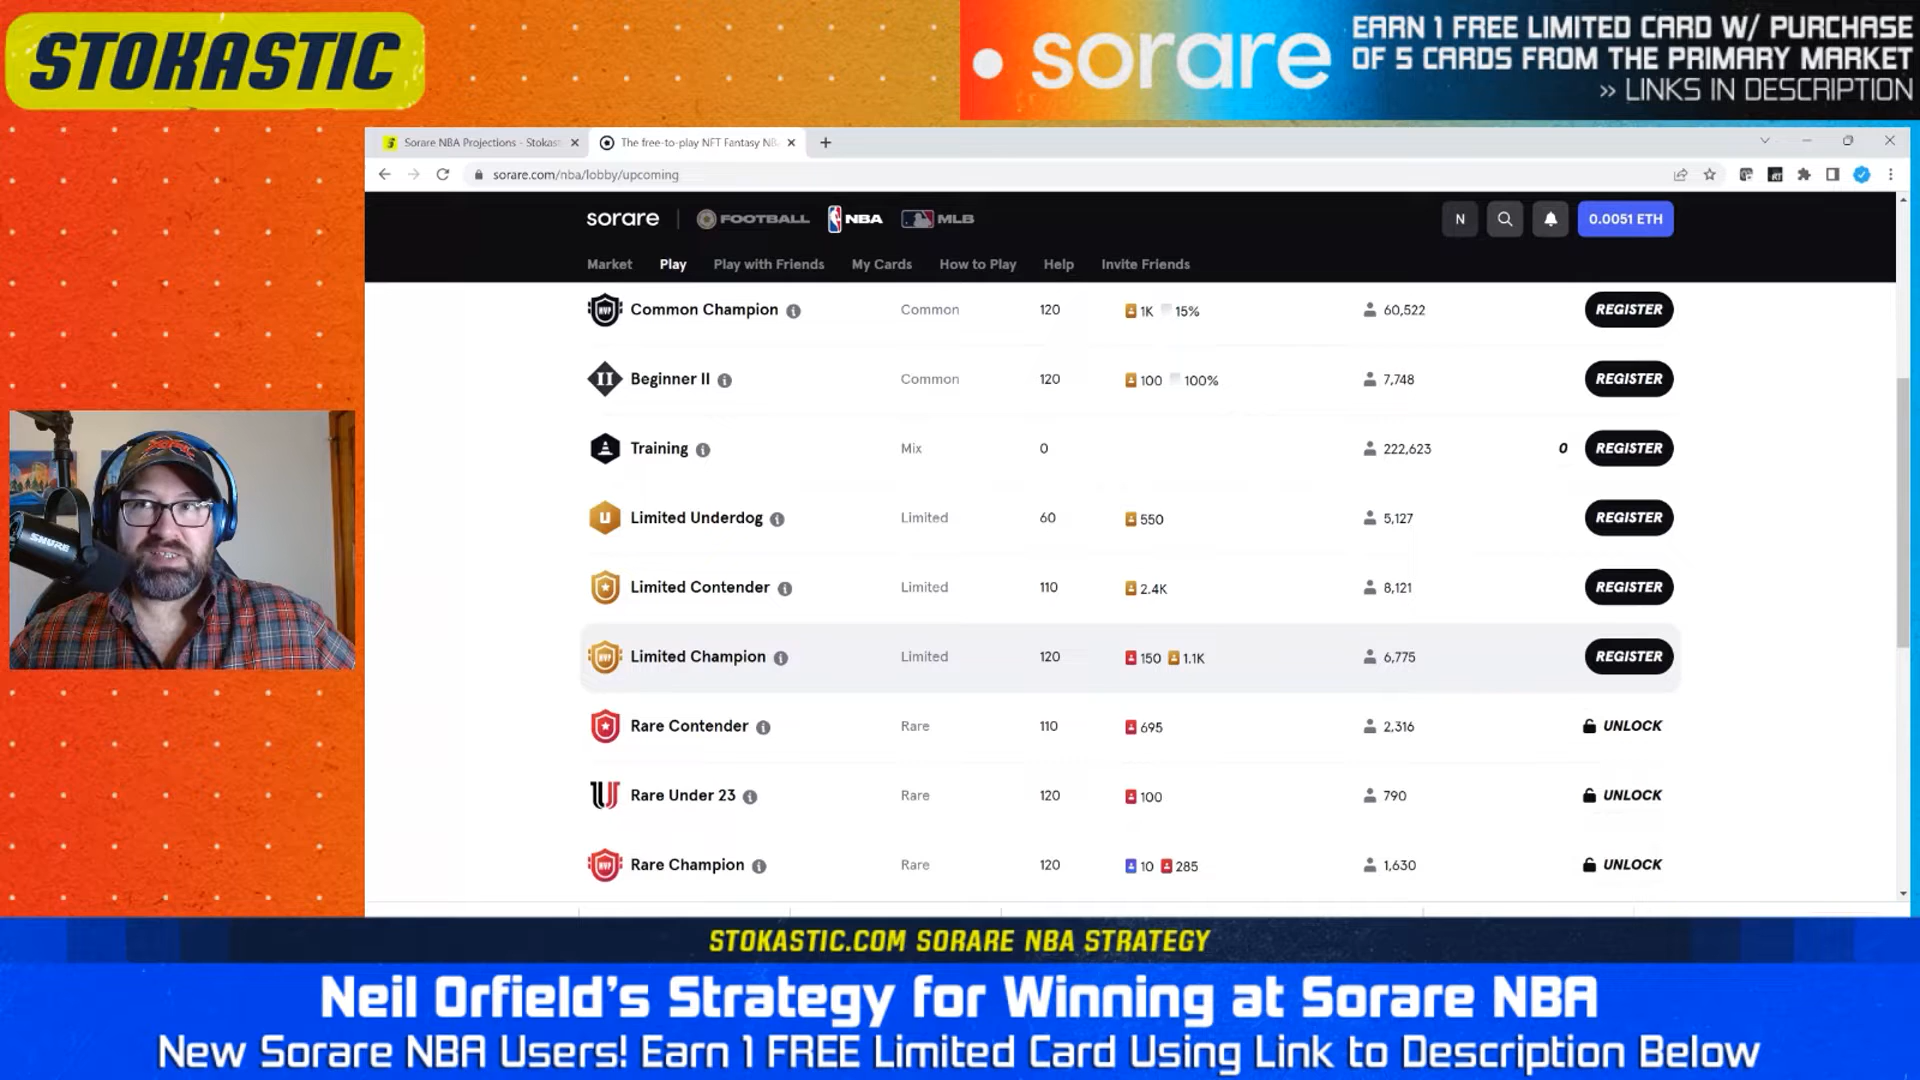 STOKASTIC
sorare
EARN 1 FREE LIMITED CARD W/ PURCHASE
OF 5 CARDS FROM THE PRIMARY MARKET
» LINKS IN DESCRIPTION
Sorare NBA Projections - Stokas
The free-to-play NFT Fantasy NB
sorare.com/nba/lobby/upcoming
sorare FOOTBALL NBA MLB
N 0.0051 ETH
Market Play Play with Friends My Cards How to Play Help Invite Friends
Common Champion Common 120 1K 15% 60,522 REGISTER
Beginner II Common 120 100 100% 7,748 REGISTER
Training Mix 0 222,623 0 REGISTER
Limited Underdog Limited 60 550 5,127 REGISTER
Limited Contender Limited 110 2.4K 8,121 REGISTER
Limited Champion Limited 120 150 1.1K 6,775 REGISTER
Rare Contender Rare 110 695 2,316 UNLOCK
Rare Under 23 Rare 120 100 790 UNLOCK
Rare Champion Rare 120 10 285 1,630 UNLOCK
SHURE
STOKASTIC.COM SORARE NBA STRATEGY
Neil Orfield's Strategy for Winning at Sorare NBA
New Sorare NBA Users! Earn 1 FREE Limited Card Using Link to Description Below